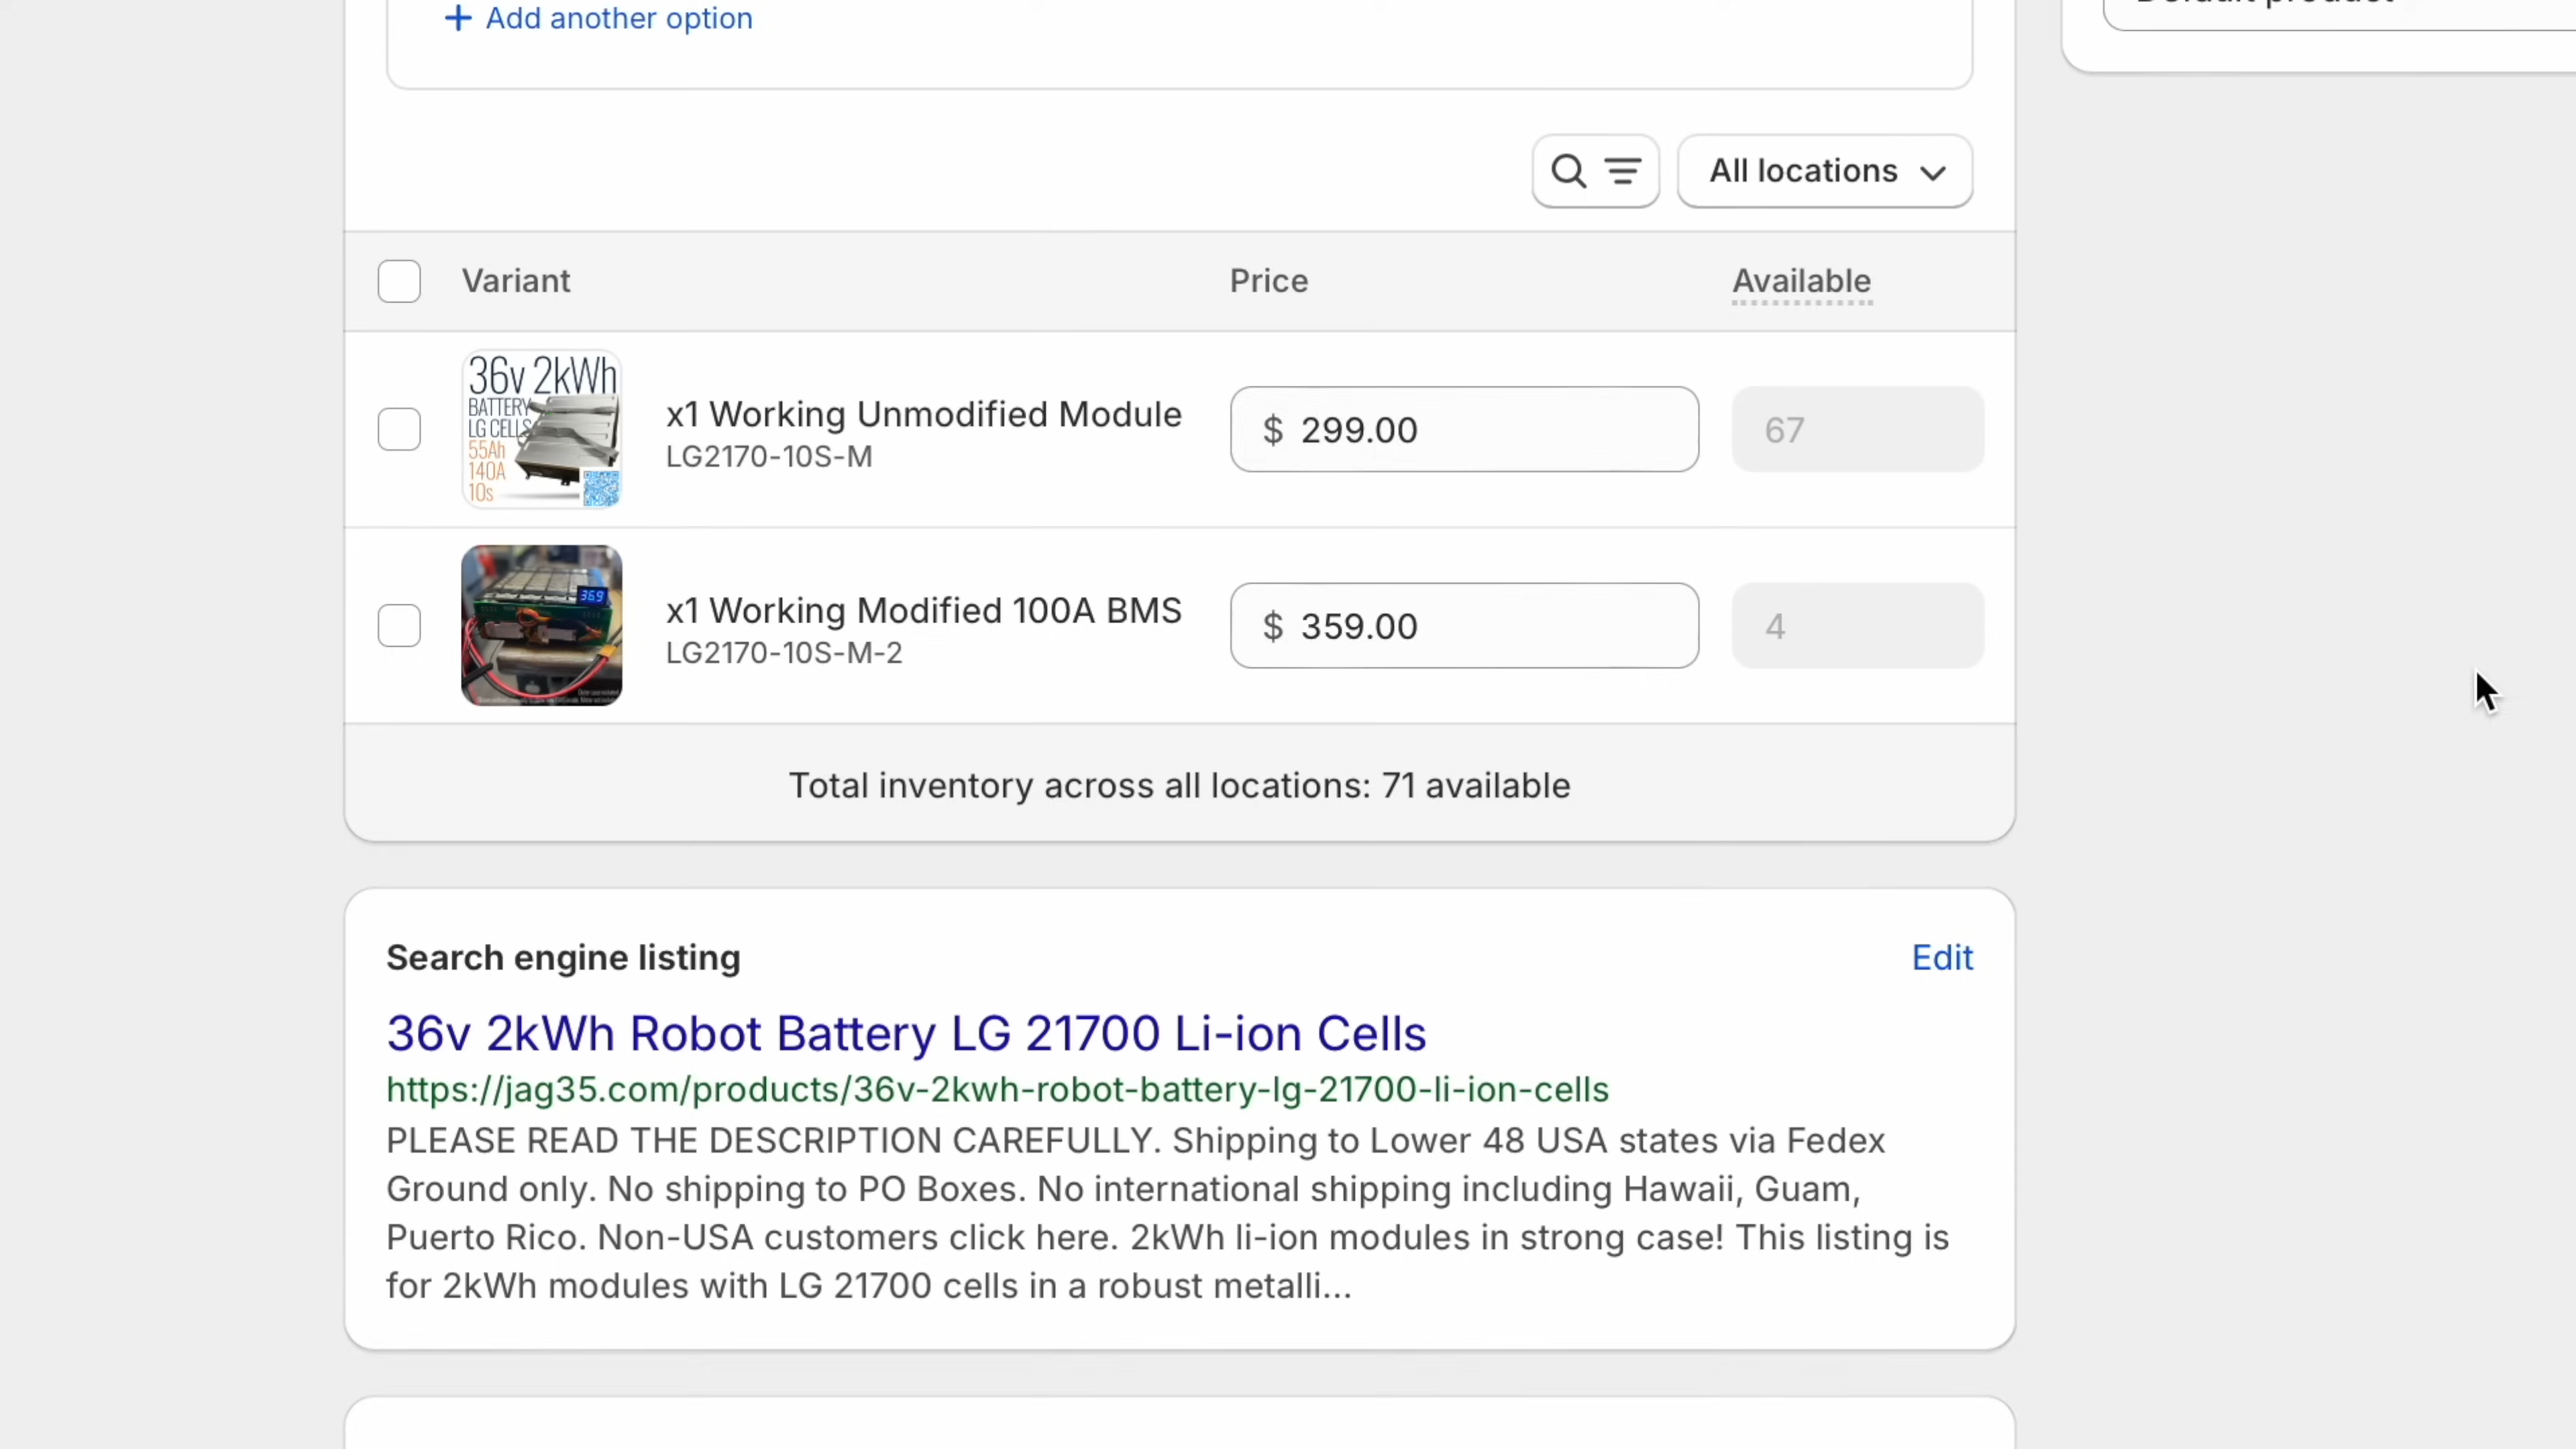 Add another option
All locations
Variant
Price
Available
36v 2kWh
BATTERY
LG CELLS
55Ah
140A
10s
x1 Working Unmodified Module
LG2170-10S-M
$ 299.00
67
36.9
x1 Working Modified 100A BMS
LG2170-10S-M-2
$ 359.00
4
Total inventory across all locations: 71 available
Search engine listing
Edit
36v 2kWh Robot Battery LG 21700 Li-ion Cells
https://jag35.com/products/36v-2kwh-robot-battery-lg-21700-li-ion-cells
PLEASE READ THE DESCRIPTION CAREFULLY. Shipping to Lower 48 USA states via Fedex
Ground only. No shipping to PO Boxes. No international shipping including Hawaii, Guam,
Puerto Rico. Non-USA customers click here. 2kWh li-ion modules in strong case! This listing is
for 2kWh modules with LG 21700 cells in a robust metalli...